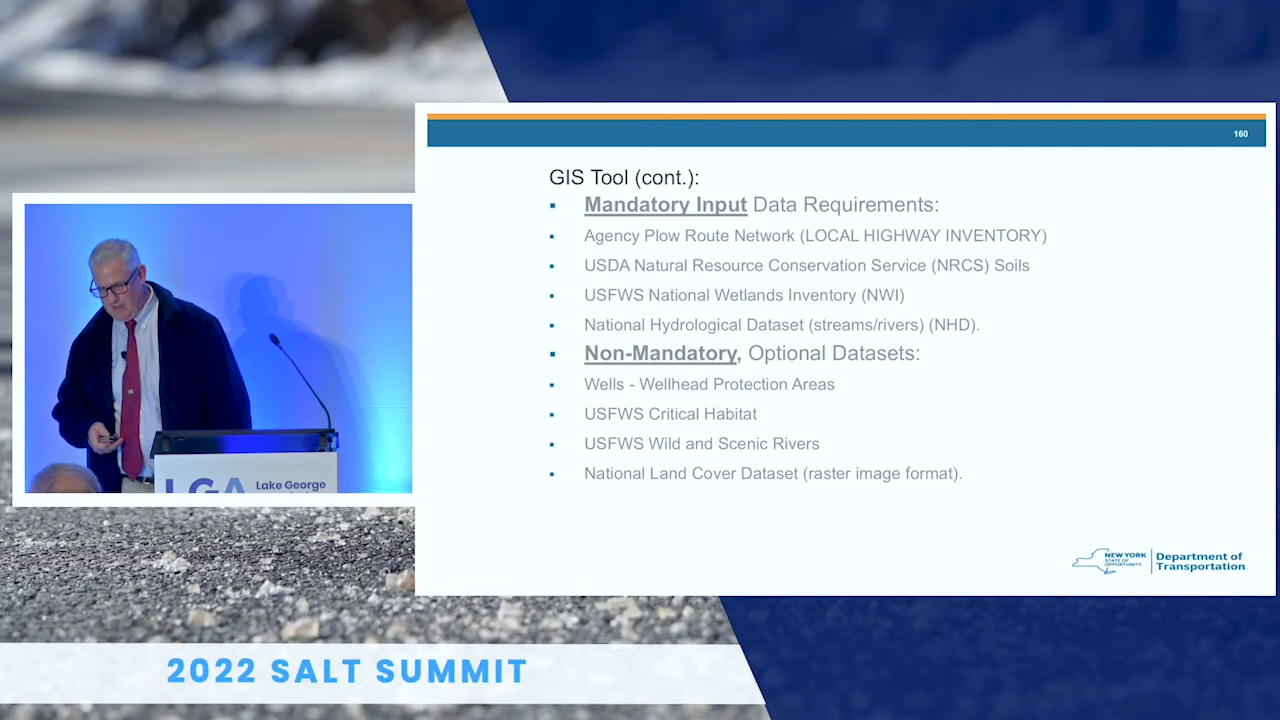 160
GIS Tool (cont.):
▪ Mandatory Input Data Requirements:
▪ Agency Plow Route Network (LOCAL HIGHWAY INVENTORY)
▪ USDA Natural Resource Conservation Service (NRCS) Soils
▪ USFWS National Wetlands Inventory (NWI)
▪ National Hydrological Dataset (streams/rivers) (NHD).
▪ Non-Mandatory, Optional Datasets:
▪ Wells - Wellhead Protection Areas
▪ USFWS Critical Habitat
▪ USFWS Wild and Scenic Rivers
▪ National Land Cover Dataset (raster image format).
NEW YORK
STATE OF
OPPORTUNITY.
Department of
Transportation
LGA
Lake George
2022 SALT SUMMIT